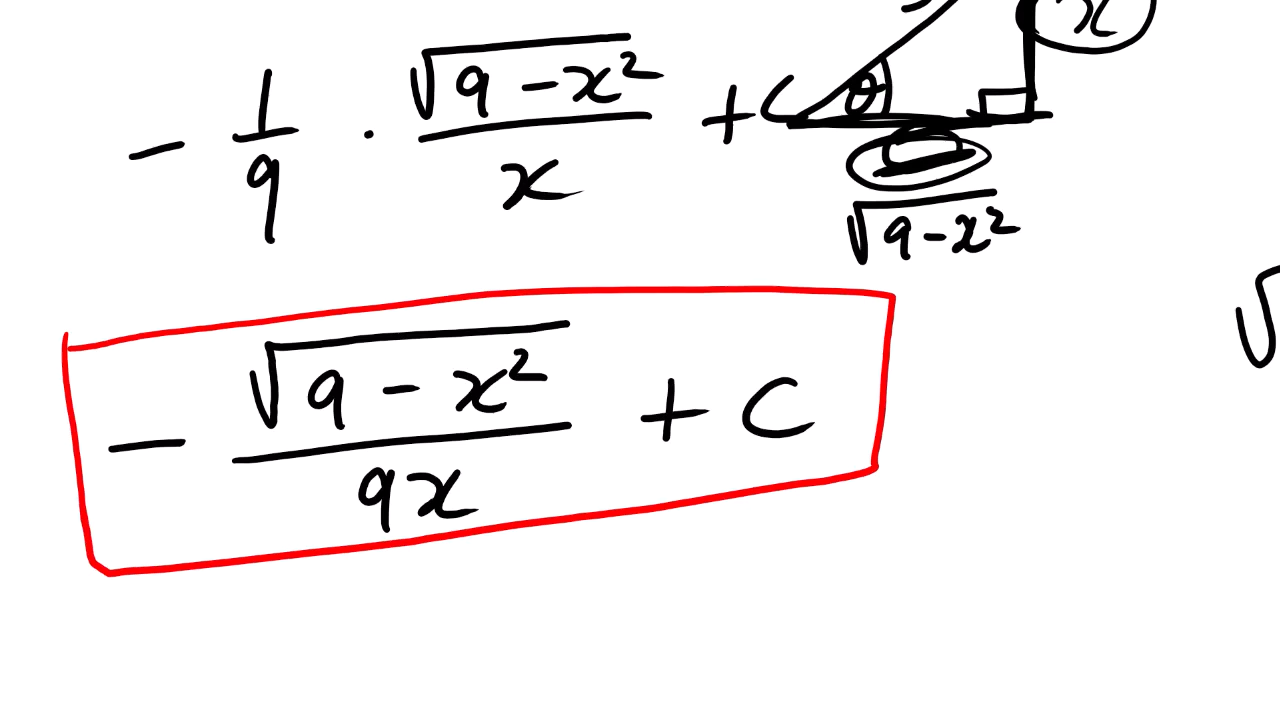 x
θ
- 1/9 · √(9-x²)/x + C
√(9-x²)
√
- √(9-x²)/9x + C